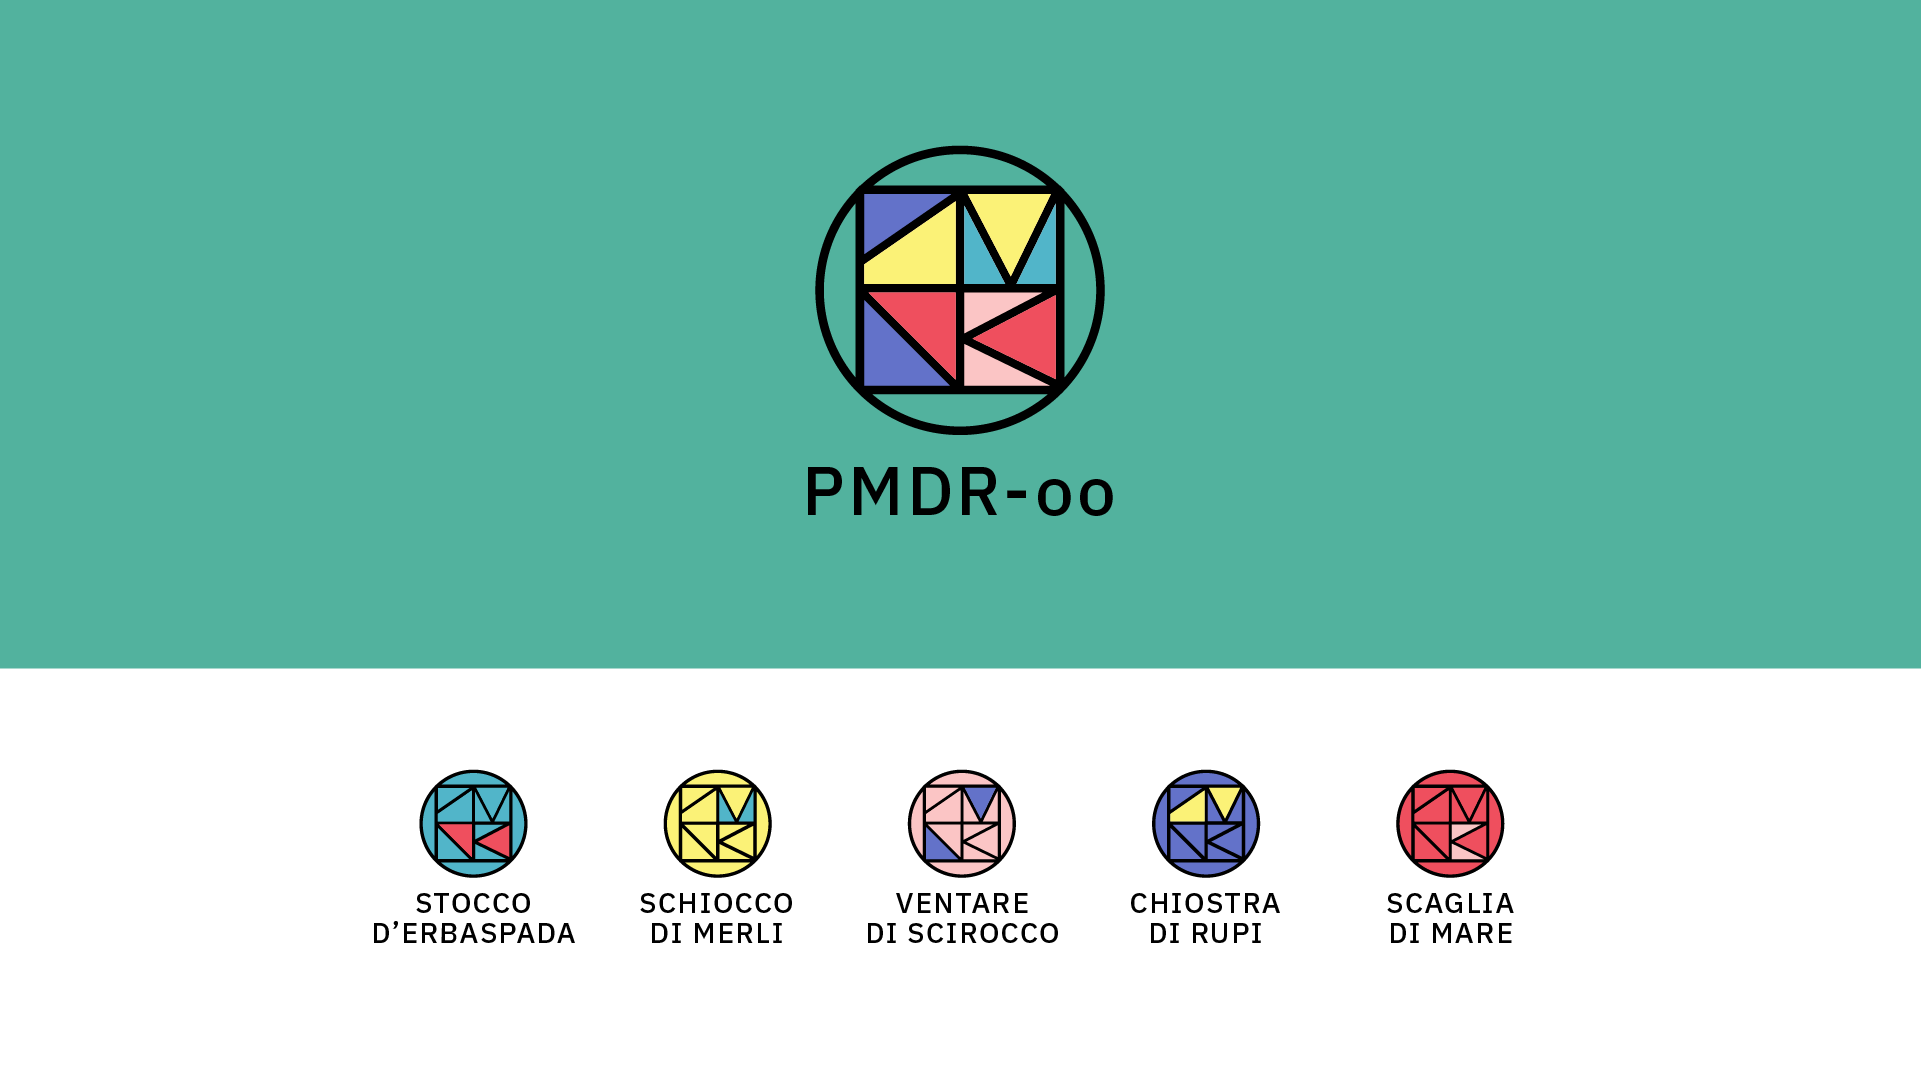 PMDR-oo
STOCCO
D’ERBASPADA
SCHIOCCO
DI MERLI
VENTARE
DI SCIROCCO
CHIOSTRA
DI RUPI
SCAGLIA
DI MARE